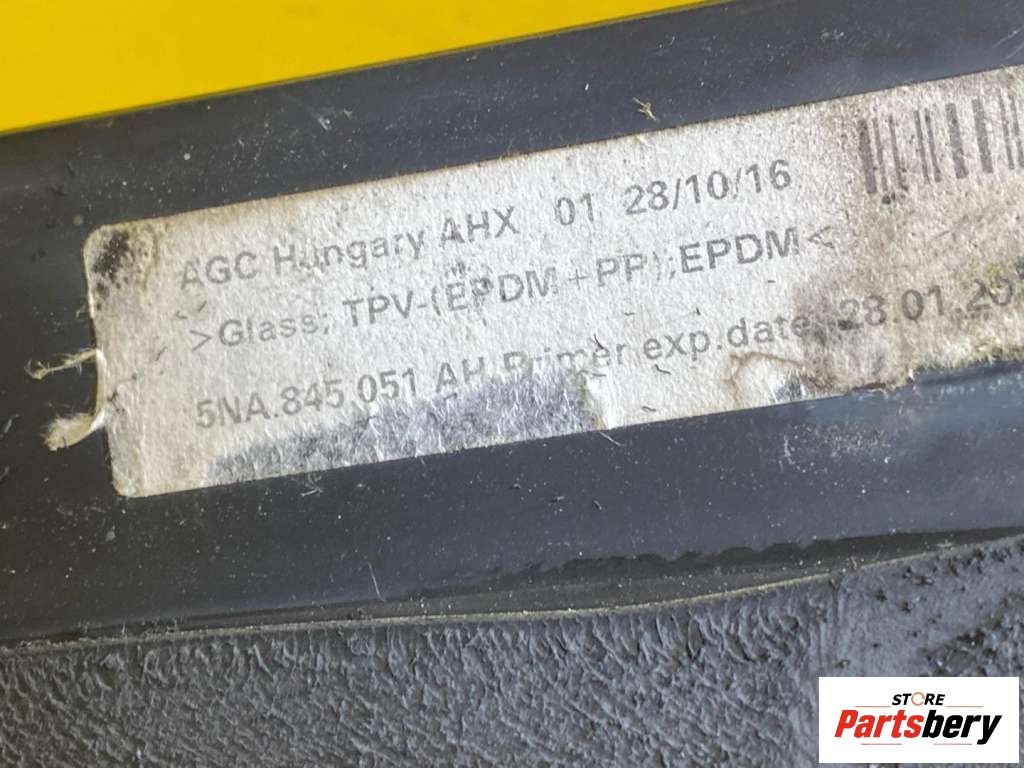 AGC Hungary AHX 01 28/10/16
>Glass; TPV-(EPDM+PP);EPDM<
5NA.845.051 AH Primer exp.date: 28.01.20
STORE
Partsbery